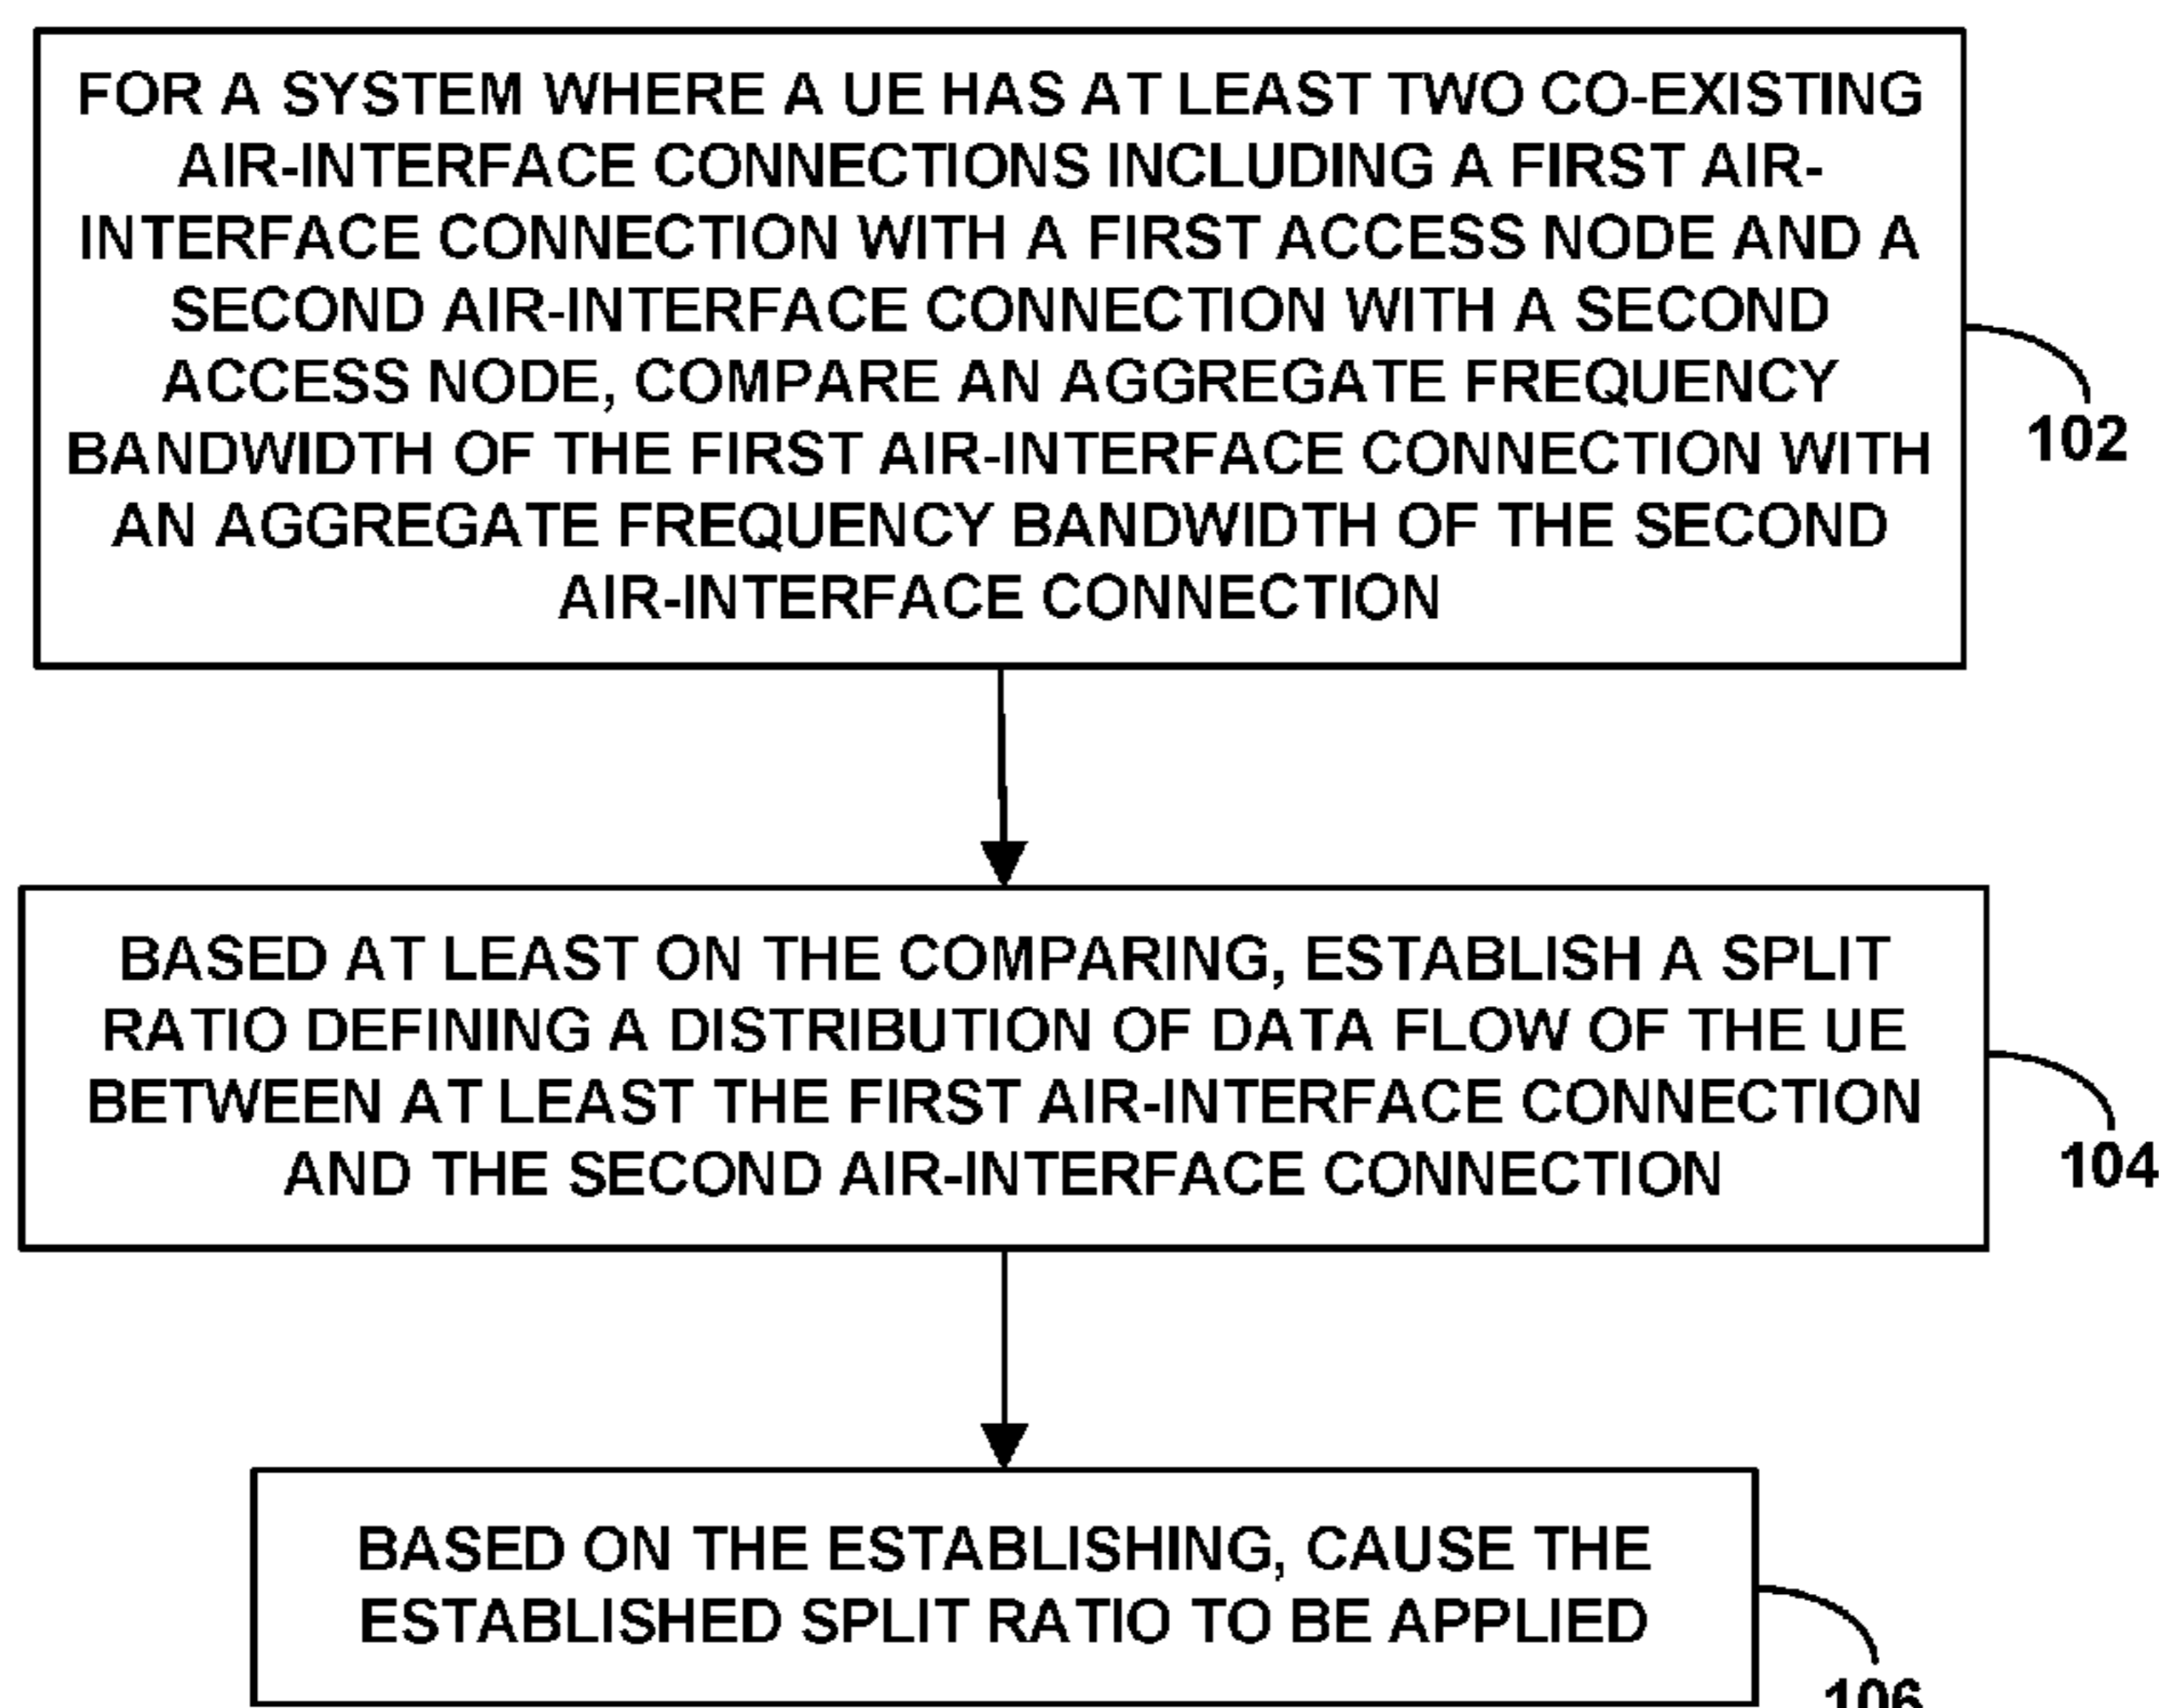 FOR A SYSTEM WHERE A UE HAS AT LEAST TWO CO-EXISTING
AIR-INTERFACE CONNECTIONS INCLUDING A FIRST AIR-
INTERFACE CONNECTION WITH A FIRST ACCESS NODE AND A
SECOND AIR-INTERFACE CONNECTION WITH A SECOND
ACCESS NODE, COMPARE AN AGGREGATE FREQUENCY
BANDWIDTH OF THE FIRST AIR-INTERFACE CONNECTION WITH
AN AGGREGATE FREQUENCY BANDWIDTH OF THE SECOND
AIR-INTERFACE CONNECTION
102
BASED AT LEAST ON THE COMPARING, ESTABLISH A SPLIT
RATIO DEFINING A DISTRIBUTION OF DATA FLOW OF THE UE
BETWEEN AT LEAST THE FIRST AIR-INTERFACE CONNECTION
AND THE SECOND AIR-INTERFACE CONNECTION
104
BASED ON THE ESTABLISHING, CAUSE THE
ESTABLISHED SPLIT RATIO TO BE APPLIED
106